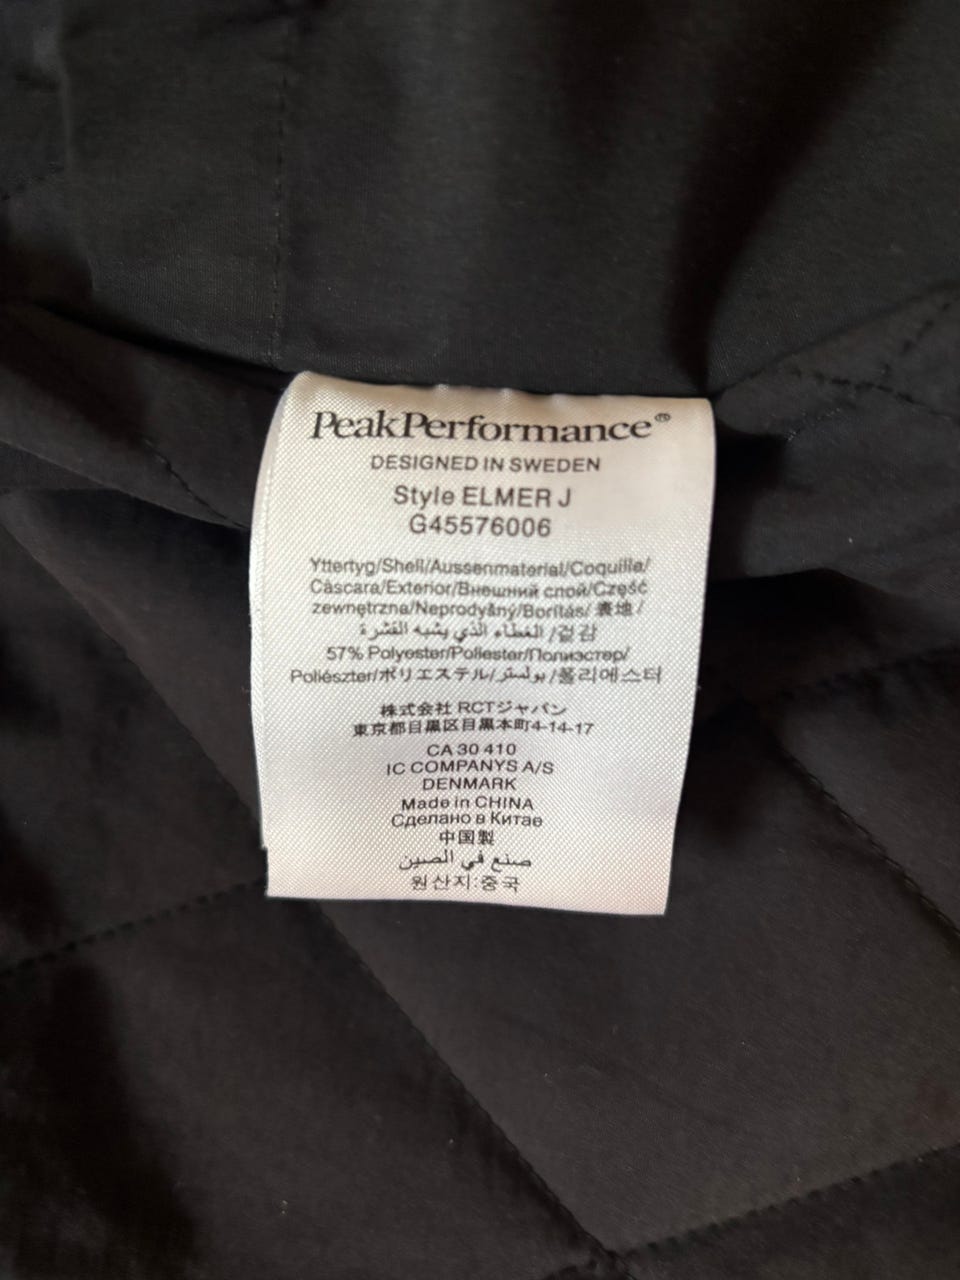 PeakPerformance®
DESIGNED IN SWEDEN
Style ELMER J
G45576006
Yttertyg/Shell/Aussenmaterial/Coquille/
Cáscara/Exterior/Внешний слой/Część
zewnętrzna/Neprodyšný/Borítás/ 表地 /
الغطاء الذي يشبه القشرة /겉감
57% Polyester/Poliester/Полиэстер/
Poliészter/ポリエステル/بولستر /폴리에스터
株式会社 RCTジャパン
東京都目黒区目黒本町4-14-17
CA 30 410
IC COMPANYS A/S
DENMARK
Made in CHINA
Сделано в Китае
中国製
صنع في الصين
원산지:중국